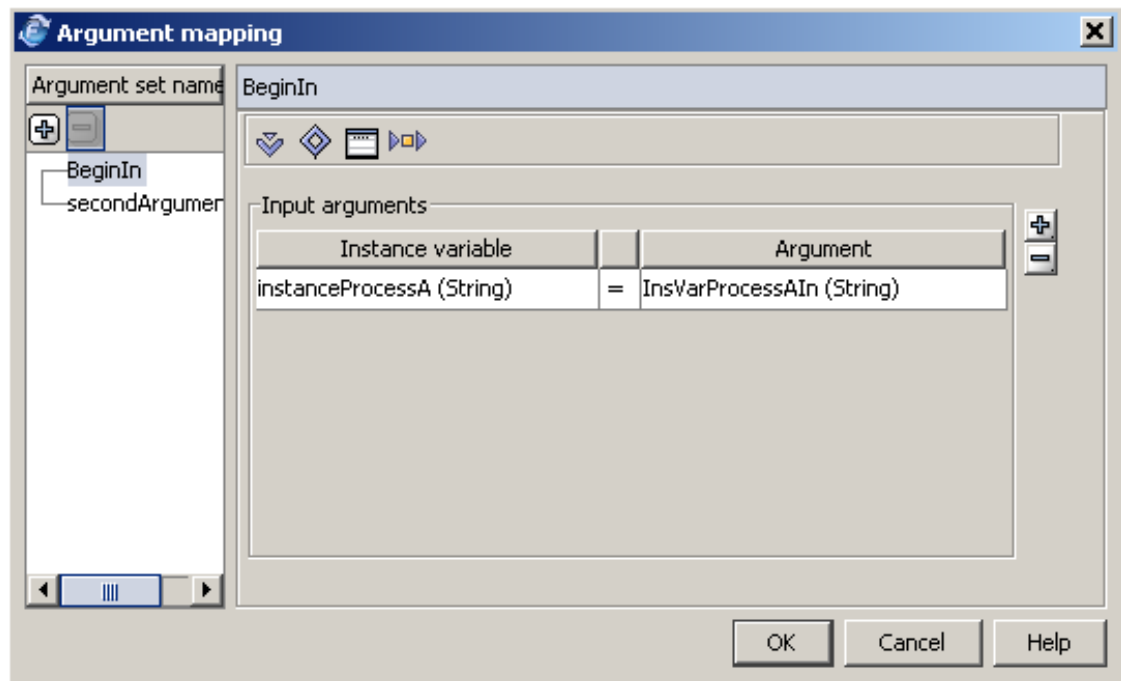 Argument mapping
Argument set name
BeginIn
BeginIn
secondArgumen
Input arguments
Instance variable Argument
instanceProcessA (String) = InsVarProcessAIn (String)
OK Cancel Help